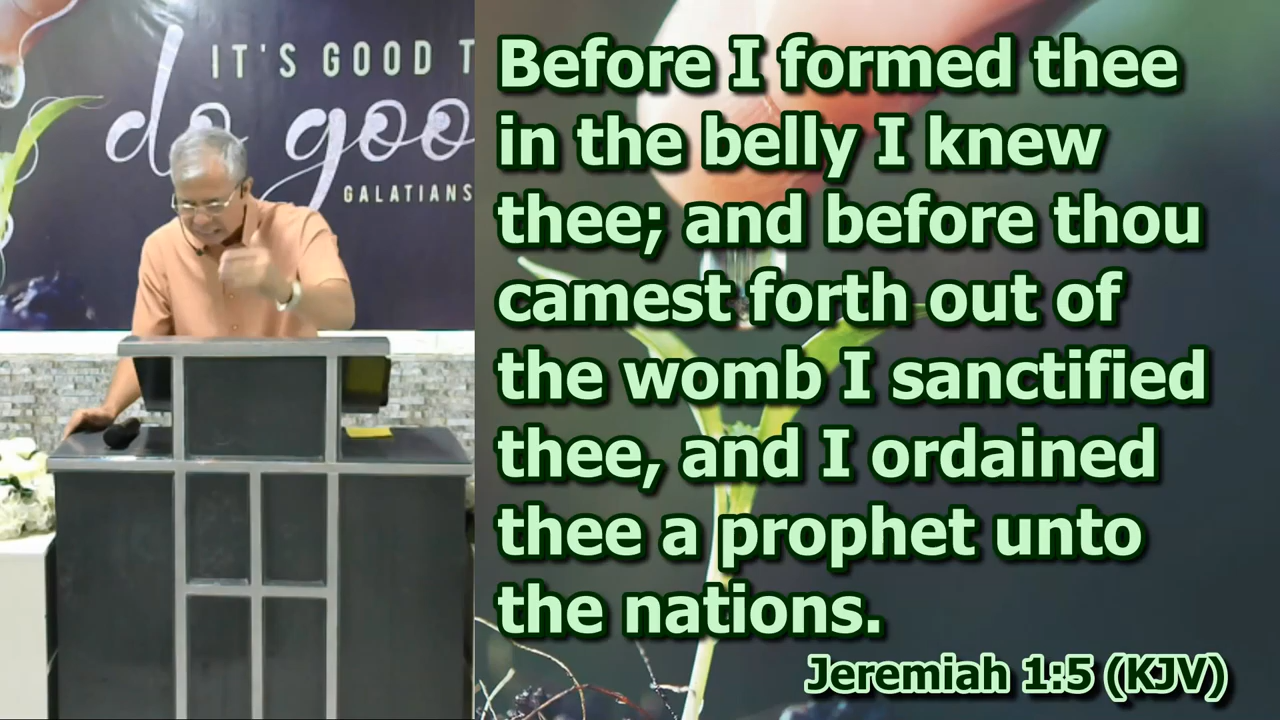 IT'S GOOD T
do goo
GALATIANS
Before I formed thee
in the belly I knew
thee; and before thou
camest forth out of
the womb I sanctified
thee, and I ordained
thee a prophet unto
the nations.
Jeremiah 1:5 (KJV)